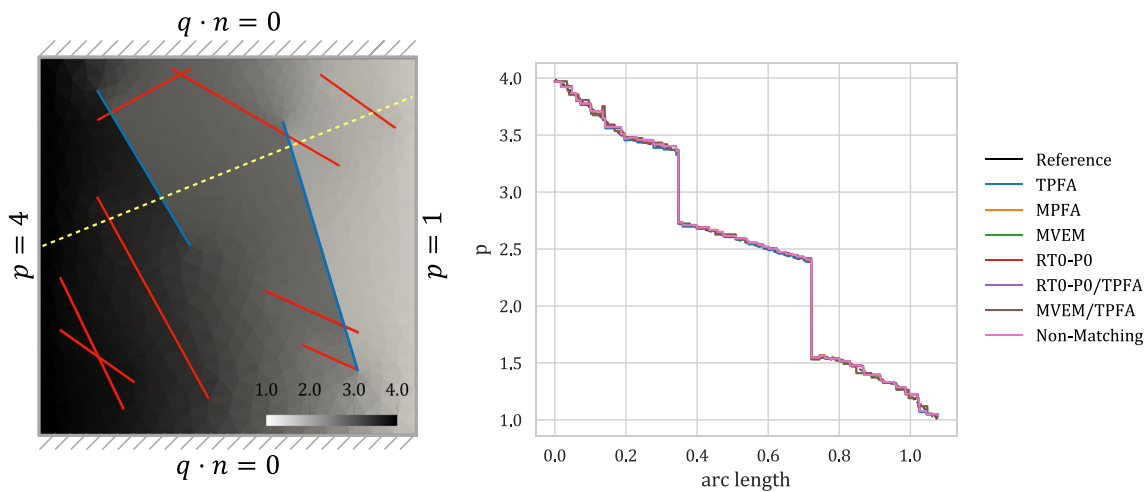 q · n = 0
p = 4
p = 1
1.0 2.0 3.1 4.0
q · n = 0
4.0
3.5
3.0
2.5
2.0
1.5
1.0
p
0.0 0.2 0.4 0.6 0.8 1.0
arc length
Reference
TPFA
MPFA
MVEM
RT0-P0
RT0-P0/TPFA
MVEM/TPFA
Non-Matching